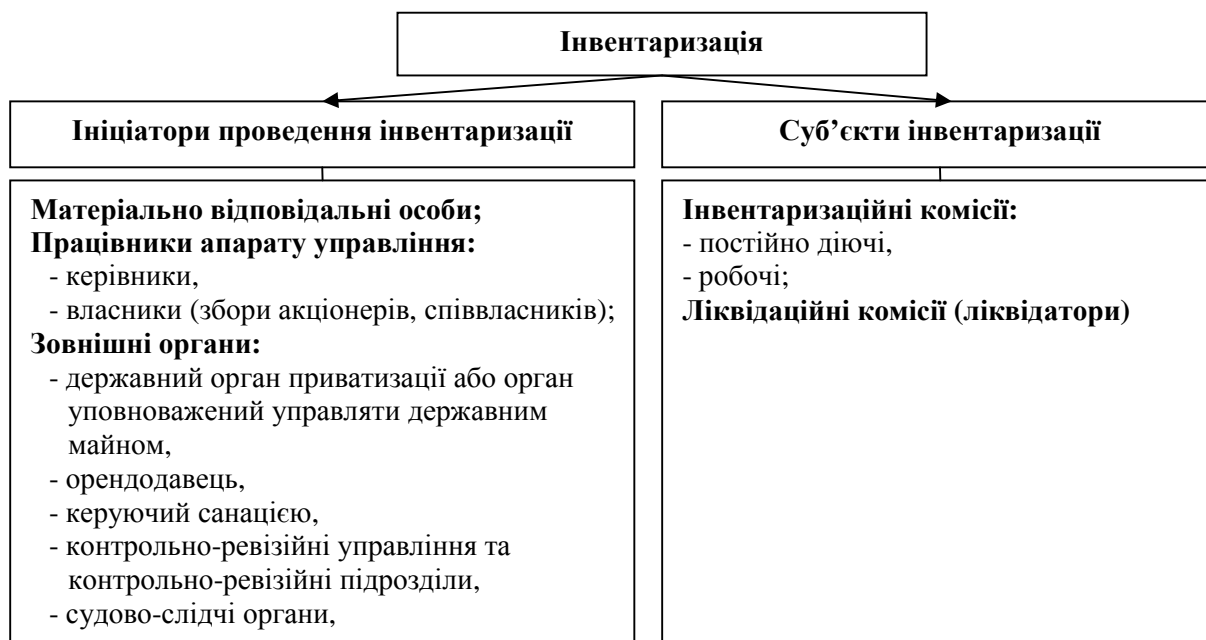 Інвентаризація
Ініціатори проведення інвентаризації
Суб’єкти інвентаризації
Матеріально відповідальні особи;
Працівники апарату управління:
- керівники,
- власники (збори акціонерів, співвласників);
Зовнішні органи:
- державний орган приватизації або орган
уповноважений управляти державним
майном,
- орендодавець,
- керуючий санацією,
- контрольно-ревізійні управління та
контрольно-ревізійні підрозділи,
- судово-слідчі органи,
Інвентаризаційні комісії:
- постійно діючі,
- робочі;
Ліквідаційні комісії (ліквідатори)